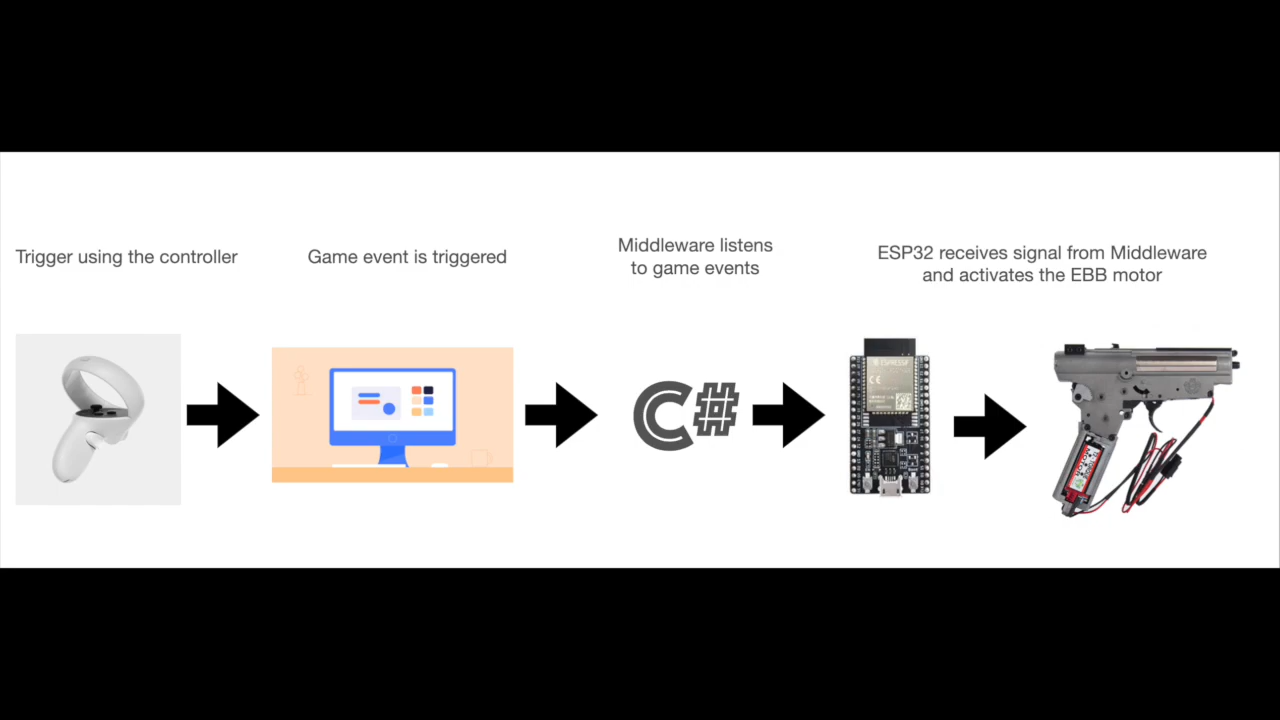 Trigger using the controller
Game event is triggered
Middleware listens
to game events
ESP32 receives signal from Middleware
and activates the EBB motor
C#